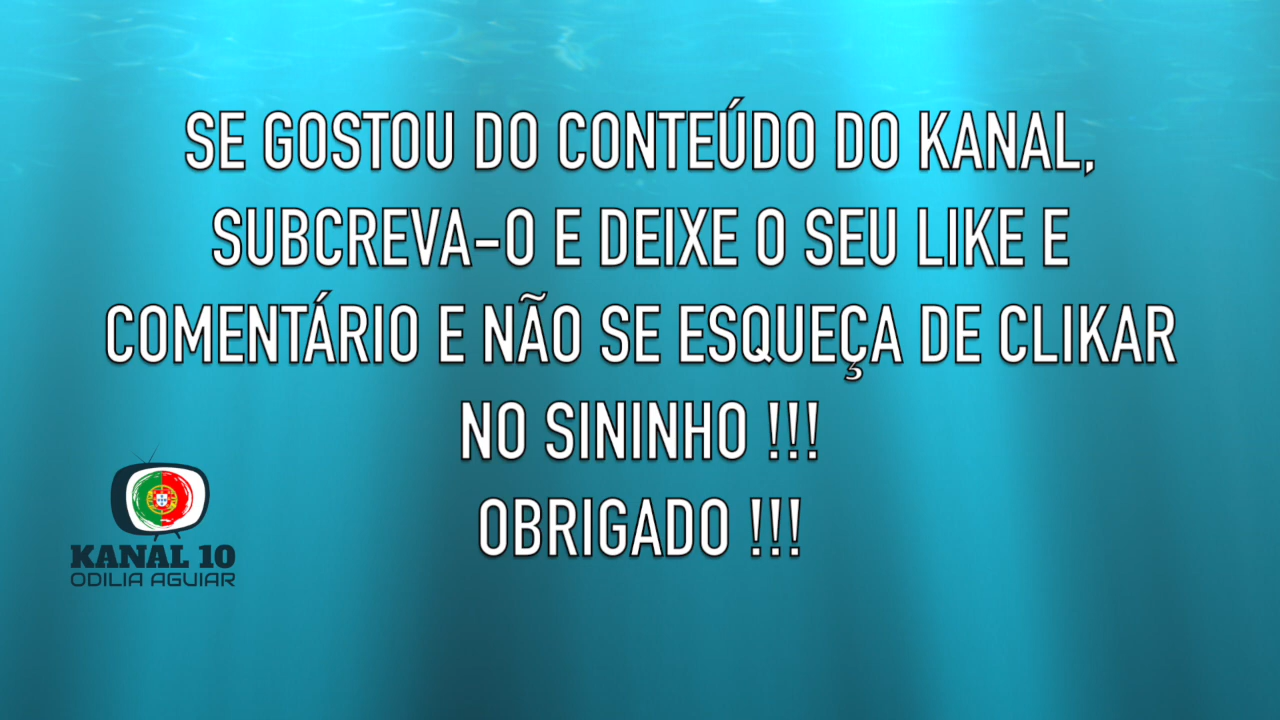 SE GOSTOU DO CONTEÚDO DO KANAL,
SUBCREVA-O E DEIXE O SEU LIKE E
COMENTÁRIO E NÃO SE ESQUEÇA DE CLIKAR
NO SININHO !!!
OBRIGADO !!!
KANAL 10
ODILIA AGUIAR